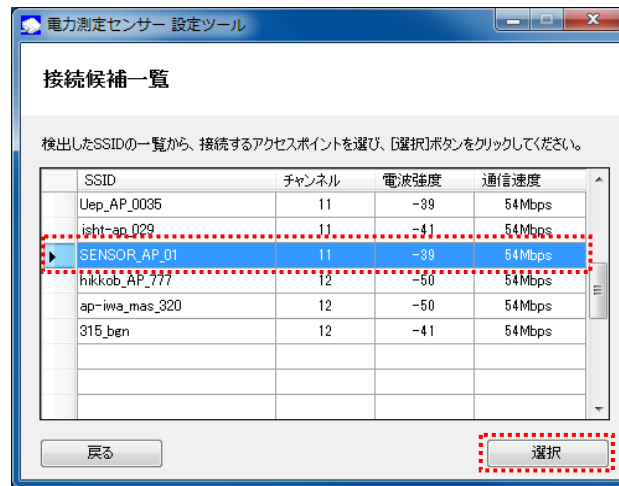 電力測定センサー 設定ツール
接続候補一覧
検出したSSIDの一覧から、接続するアクセスポイントを選び、[選択]ボタンをクリックしてください。
SSID チャンネル 電波強度 通信速度
Uep_AP_0035 11 -39 54Mbps
isht-ap_029 11 -41 54Mbps
SENSOR_AP_01 11 -39 54Mbps
hikkob_AP_777 12 -50 54Mbps
ap-iwa_mas_320 12 -50 54Mbps
315_bgn 12 -41 54Mbps
戻る 選択